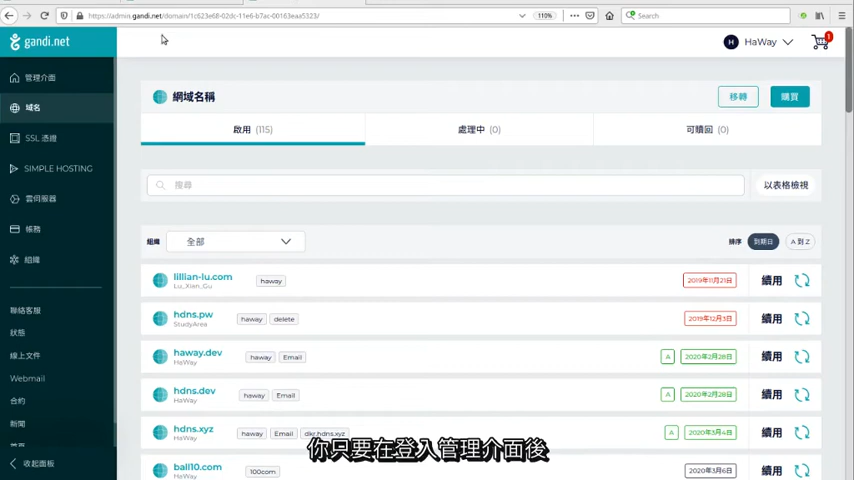 https://admin.gandi.net/domain/1c623e68-02dc-11e6-b7ac-00163eaa5323/
110%
Search
gandi.net
H HaWay
1
管理介面
域名
SSL 憑證
SIMPLE HOSTING
雲伺服器
帳務
組織
聯絡客服
狀態
線上文件
Webmail
合約
新聞
收起面板
網域名稱
移轉
購買
啟用 (115)
處理中 (0)
可贖回 (0)
搜尋
以表格檢視
組織
全部
排序
到期日
A 到 Z
lillian-lu.com
Lu_Xian_Gu
haway
2019年11月21日
續用
hdns.pw
StudyArea
haway
delete
2019年12月3日
續用
haway.dev
HaWay
haway
Email
A
2020年2月28日
續用
hdns.dev
HaWay
haway
Email
A
2020年2月28日
續用
hdns.xyz
HaWay
haway
Email
dkr.hdns.xyz
A
2020年3月4日
續用
ball10.com
HaWay
100com
2020年3月6日
續用
你只要在登入管理介面後